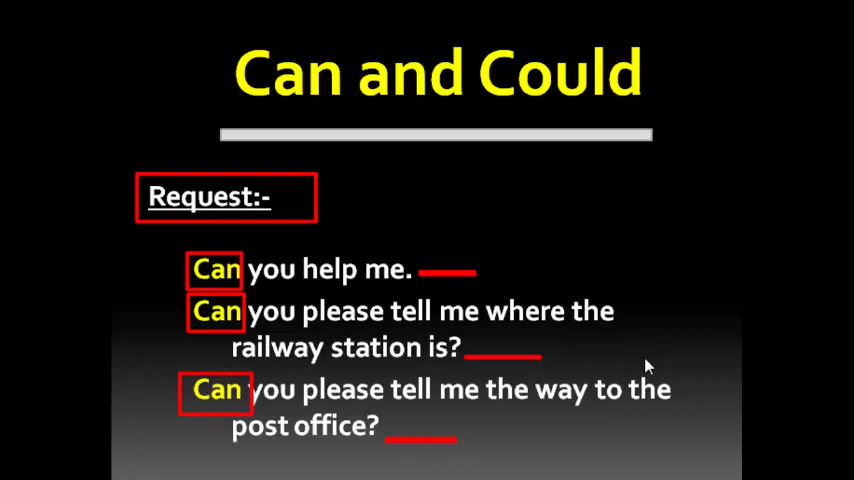 Can and Could
Request:-
Can you help me.
Can you please tell me where the
railway station is?
Can you please tell me the way to the
post office?